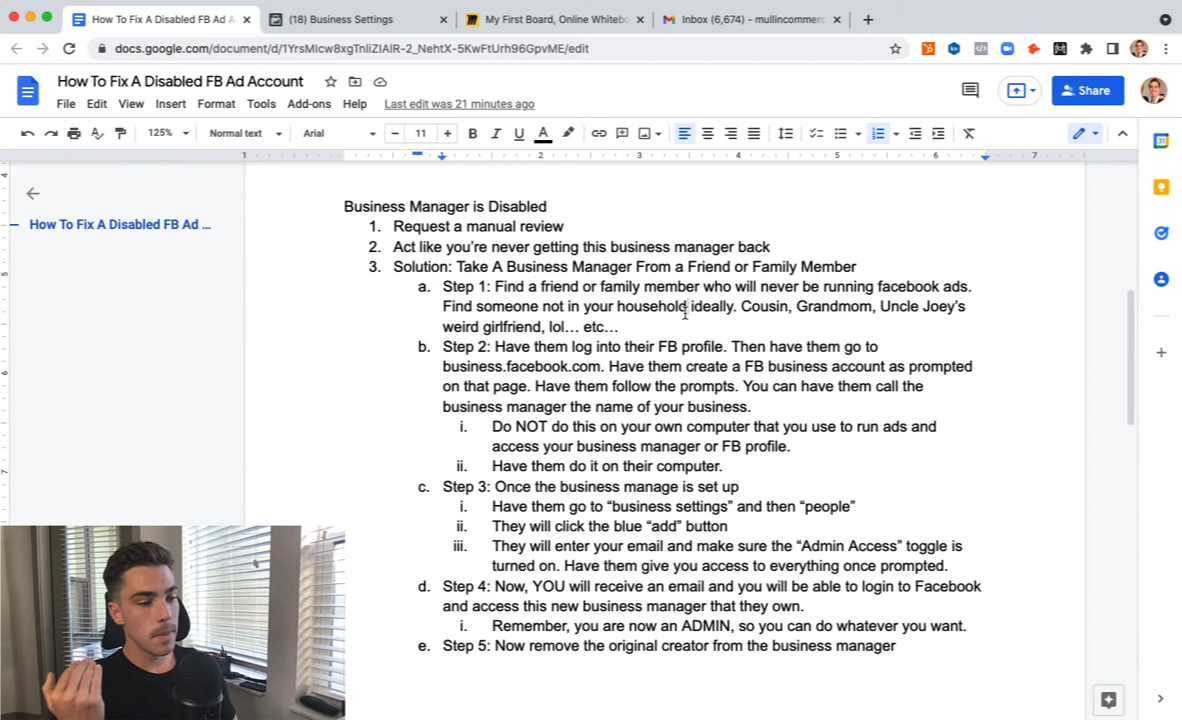 How To Fix A Disabled FB Ad A
(18) Business Settings
My First Board, Online Whitebo
Inbox (6,674) - mullincommerc
docs.google.com/document/d/1YrsMIcw8xgTnliZIAIR-2_NehtX-5KwFtUrh96GpvME/edit
How To Fix A Disabled FB Ad Account
File Edit View Insert Format Tools Add-ons Help Last edit was 21 minutes ago
Share
125% Normal text Arial 11
1 1 2 3 4 5 6 7
How To Fix A Disabled FB Ad ...
Business Manager is Disabled
1. Request a manual review
2. Act like you're never getting this business manager back
3. Solution: Take A Business Manager From a Friend or Family Member
a. Step 1: Find a friend or family member who will never be running facebook ads.
Find someone not in your household ideally. Cousin, Grandmom, Uncle Joey's
weird girlfriend, lol... etc...
b. Step 2: Have them log into their FB profile. Then have them go to
business.facebook.com. Have them create a FB business account as prompted
on that page. Have them follow the prompts. You can have them call the
business manager the name of your business.
i. Do NOT do this on your own computer that you use to run ads and
access your business manager or FB profile.
ii. Have them do it on their computer.
c. Step 3: Once the business manage is set up
i. Have them go to “business settings” and then “people”
ii. They will click the blue “add” button
iii. They will enter your email and make sure the “Admin Access” toggle is
turned on. Have them give you access to everything once prompted.
d. Step 4: Now, YOU will receive an email and you will be able to login to Facebook
and access this new business manager that they own.
i. Remember, you are now an ADMIN, so you can do whatever you want.
e. Step 5: Now remove the original creator from the business manager